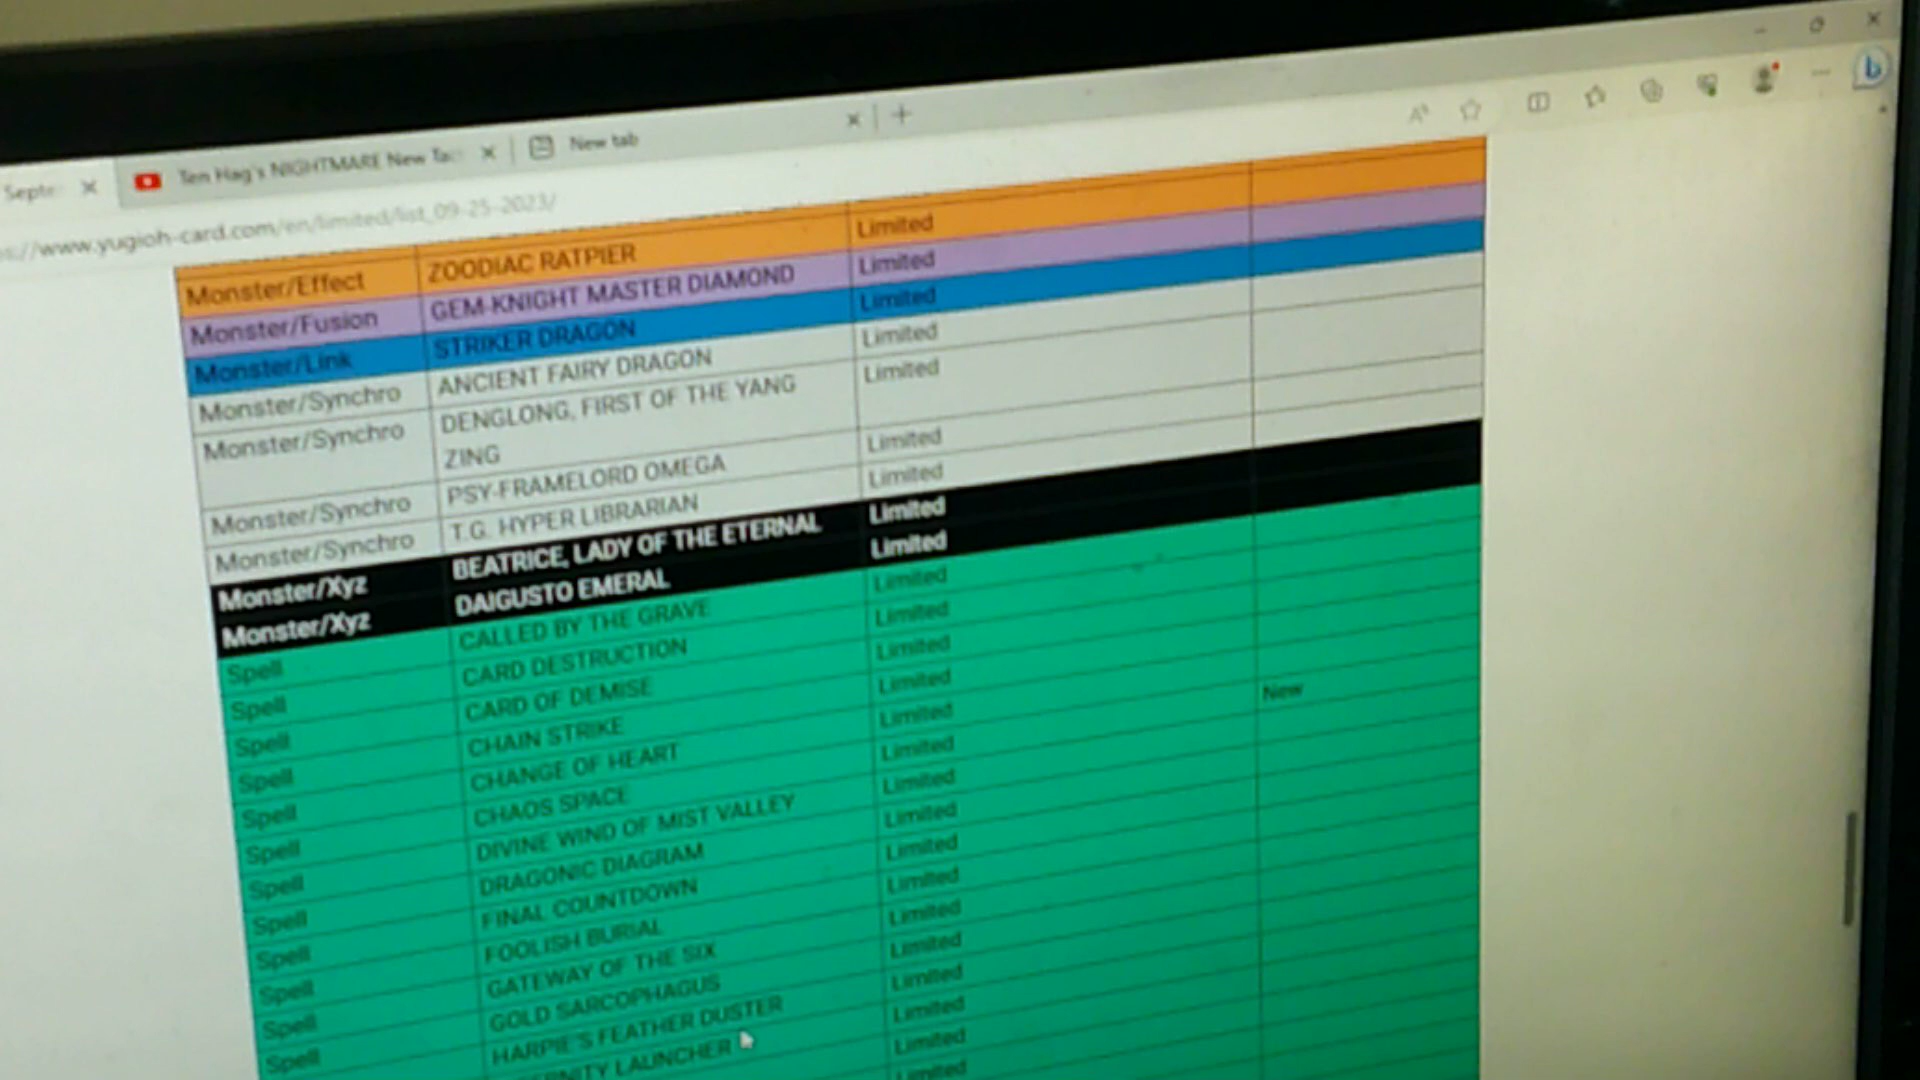 Septe
Ten Hag's NIGHTMARE New Tac
New tab
s://www.yugioh-card.com/en/limited/list_09-25-2023/
Monster/Effect ZOODIAC RATPIER Limited
Monster/Fusion GEM-KNIGHT MASTER DIAMOND Limited
Monster/Link STRIKER DRAGON Limited
Monster/Synchro ANCIENT FAIRY DRAGON Limited
Monster/Synchro DENGLONG, FIRST OF THE YANG Limited
ZING
Monster/Synchro PSY-FRAMELORD OMEGA Limited
Monster/Synchro T.G. HYPER LIBRARIAN Limited
Monster/Xyz BEATRICE, LADY OF THE ETERNAL Limited
Monster/Xyz DAIGUSTO EMERAL Limited
Spell CALLED BY THE GRAVE Limited
Spell CARD DESTRUCTION Limited
Spell CARD OF DEMISE Limited
Spell CHAIN STRIKE Limited
Spell CHANGE OF HEART Limited New
Spell CHAOS SPACE Limited
Spell DIVINE WIND OF MIST VALLEY Limited
Spell DRAGONIC DIAGRAM Limited
Spell FINAL COUNTDOWN Limited
Spell FOOLISH BURIAL Limited
Spell GATEWAY OF THE SIX Limited
Spell GOLD SARCOPHAGUS Limited
HARPIE'S FEATHER DUSTER Limited
LAUNCHER Limited
Limited